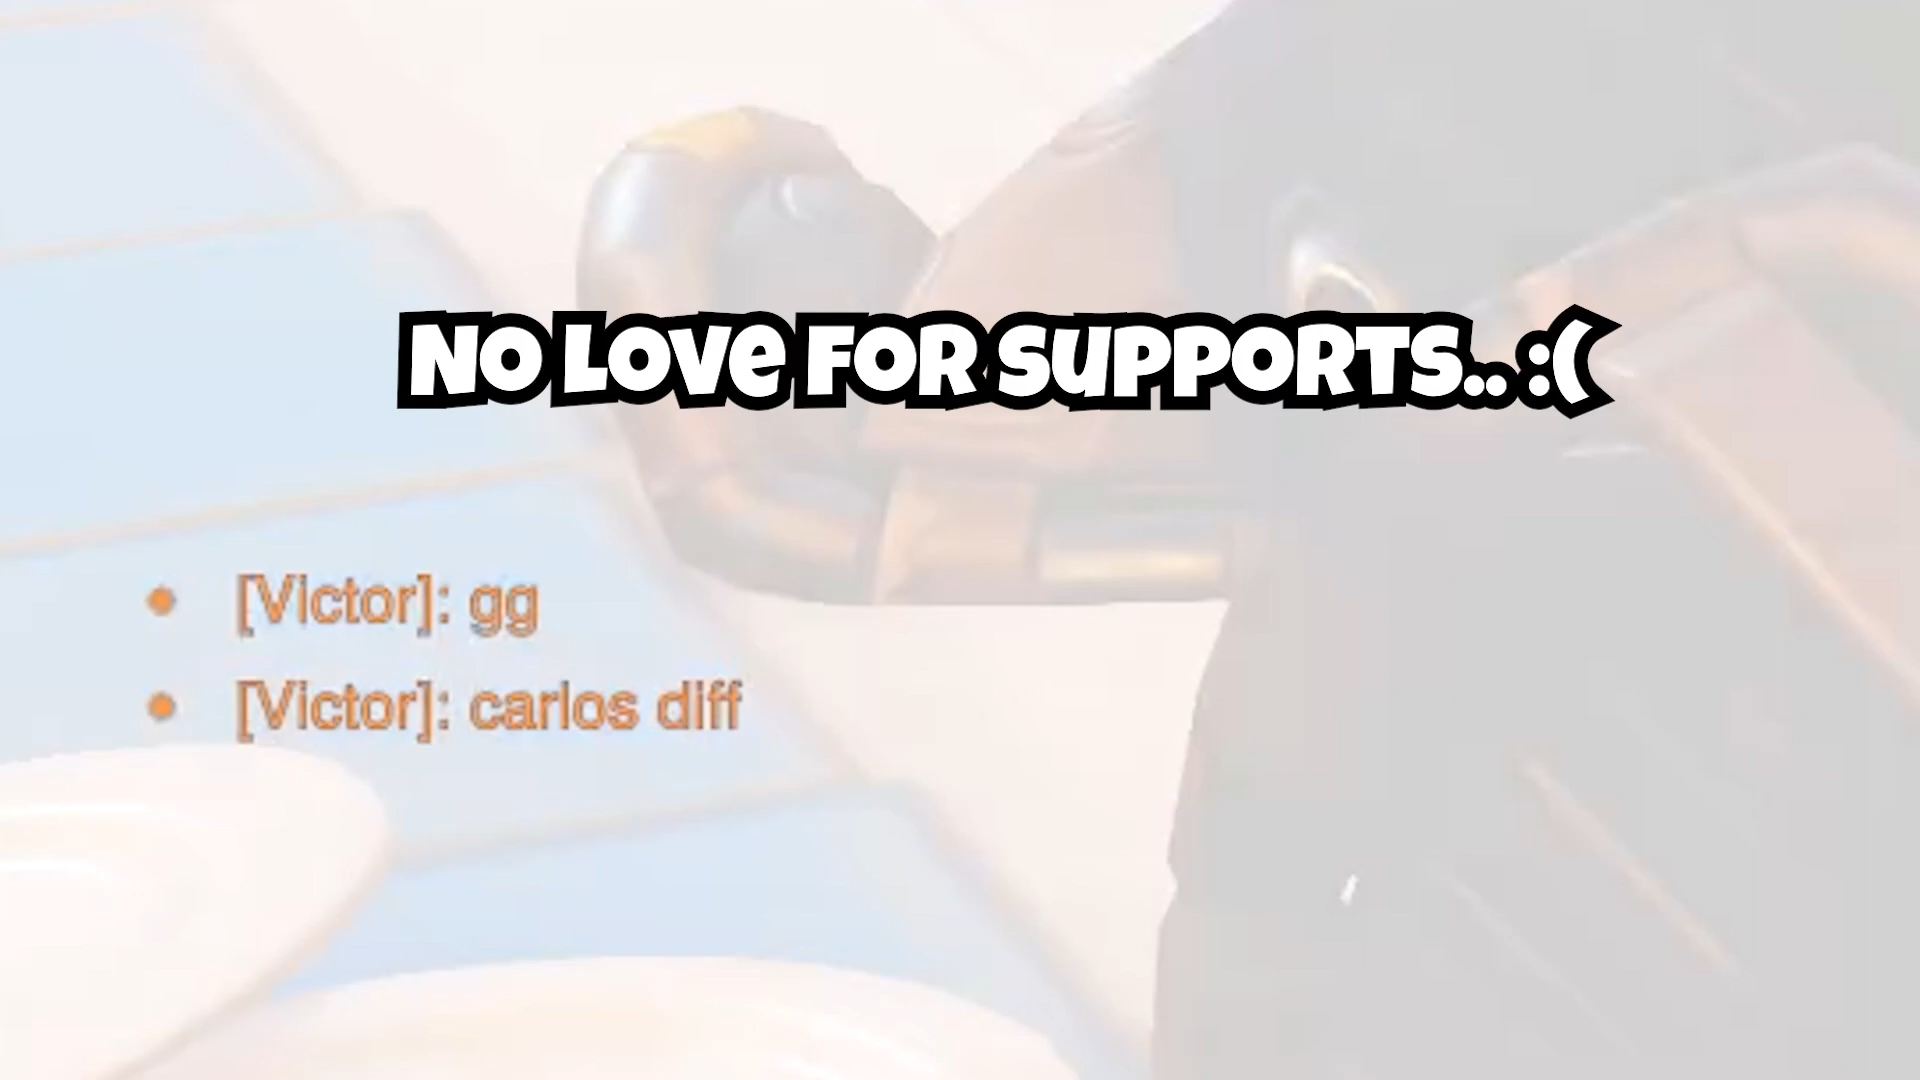 No Love for supports.. :(
• [Victor]: gg
• [Victor]: carlos diff